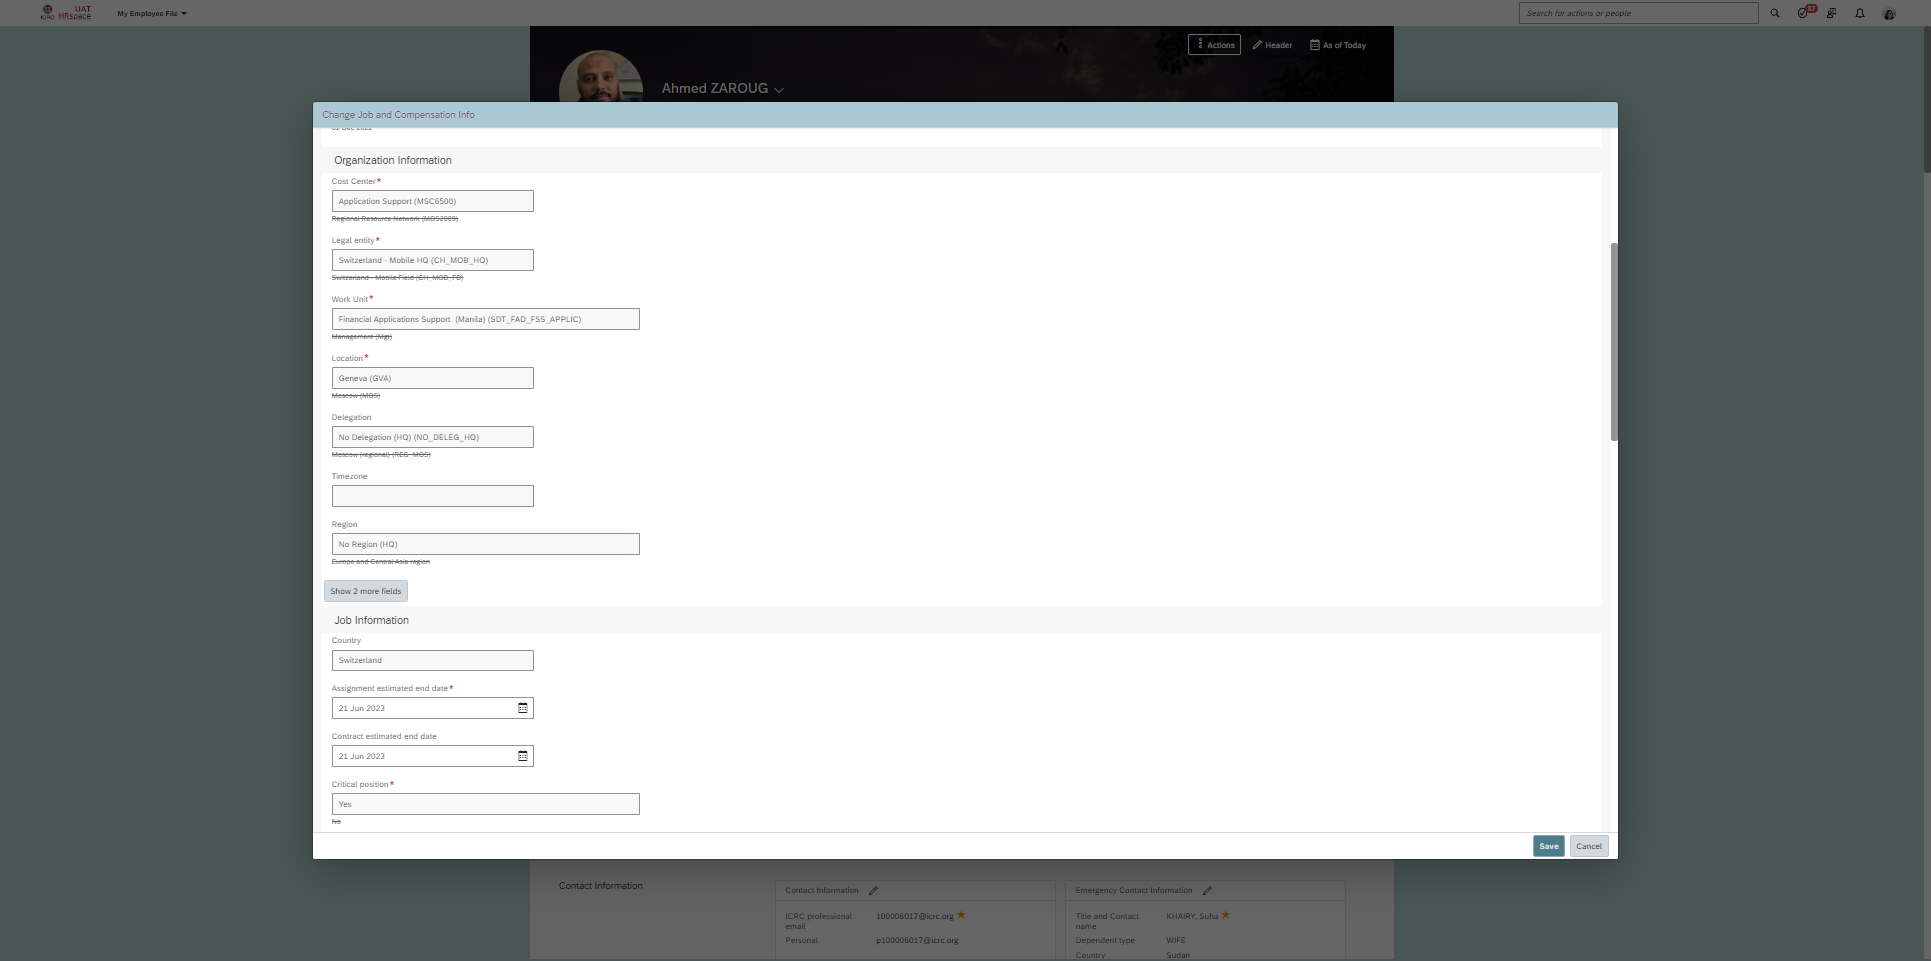 ICRC
UAT
HRspace
My Employee File
Search for actions or people
37
Actions
Header
As of Today
Ahmed ZAROUG
Change Job and Compensation Info
01 Dec 2022
Organization Information
Cost Center*
Application Support (MSC6500)
Regional Resource Network (MOS2009)
Legal entity*
Switzerland - Mobile HQ (CH_MOB_HQ)
Switzerland - Mobile Field (CH_MOB_FD)
Work Unit*
Financial Applications Support (Manila) (SDT_FAD_FSS_APPLIC)
Management (Mgt)
Location*
Geneva (GVA)
Moscow (MOS)
Delegation
No Delegation (HQ) (NO_DELEG_HQ)
Moscow (regional) (REG_MOS)
Timezone
Region
No Region (HQ)
Europe and Central Asia region
Show 2 more fields
Job Information
Country
Switzerland
Assignment estimated end date*
21 Jun 2023
Contract estimated end date
21 Jun 2023
Critical position*
Yes
No
Save
Cancel
Contact Information
Contact Information
ICRC professional email
100006017@icrc.org
Personal
p100006017@icrc.org
Emergency Contact Information
Title and Contact name
KHAIRY, Suha
Dependent type
WIFE
Country
Sudan